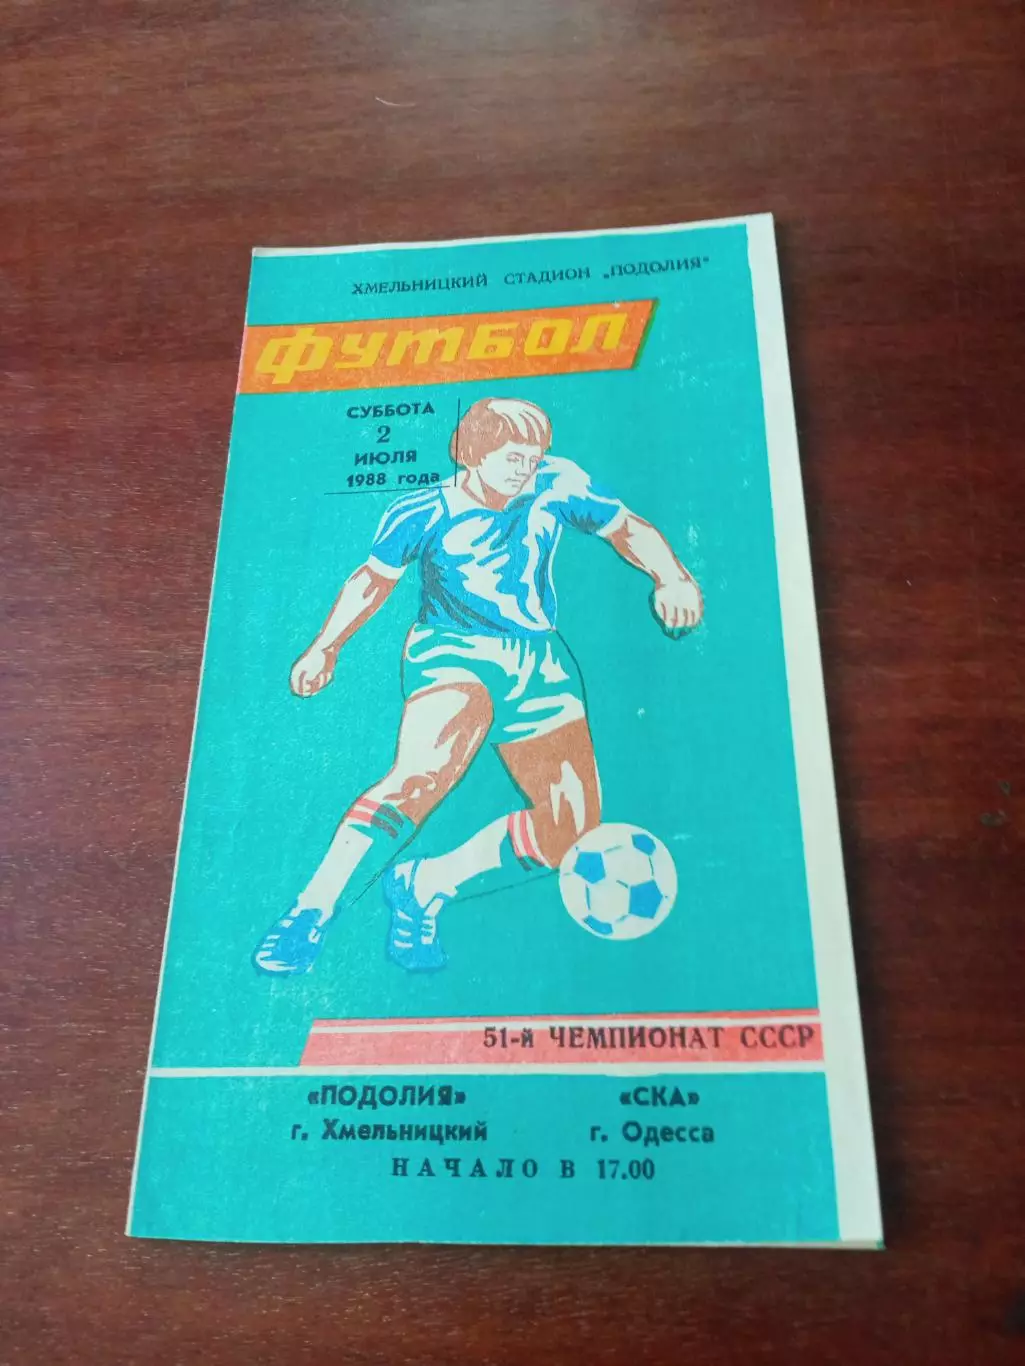 ХМЕЛЬНИЦКИЙ СТАДИОН „ПОДОЛИЯ"
ФУТБОЛ
СУББОТА
2
ИЮЛЯ
1988 года
51-й ЧЕМПИОНАТ СССР
«ПОДОЛИЯ» «СКА»
г. Хмельницкий г. Одесса
НАЧАЛО В 17.00